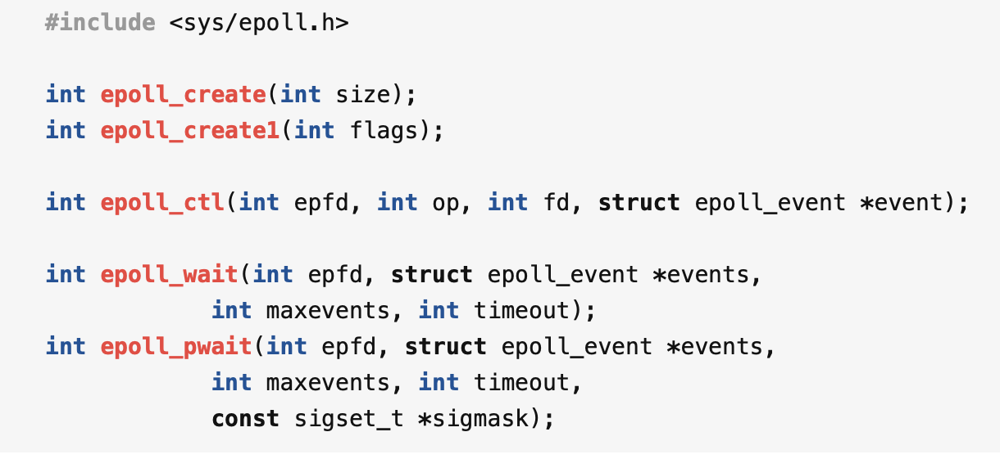 #include <sys/epoll.h>
int epoll_create(int size);
int epoll_create1(int flags);
int epoll_ctl(int epfd, int op, int fd, struct epoll_event *event);
int epoll_wait(int epfd, struct epoll_event *events,
int maxevents, int timeout);
int epoll_pwait(int epfd, struct epoll_event *events,
int maxevents, int timeout,
const sigset_t *sigmask);